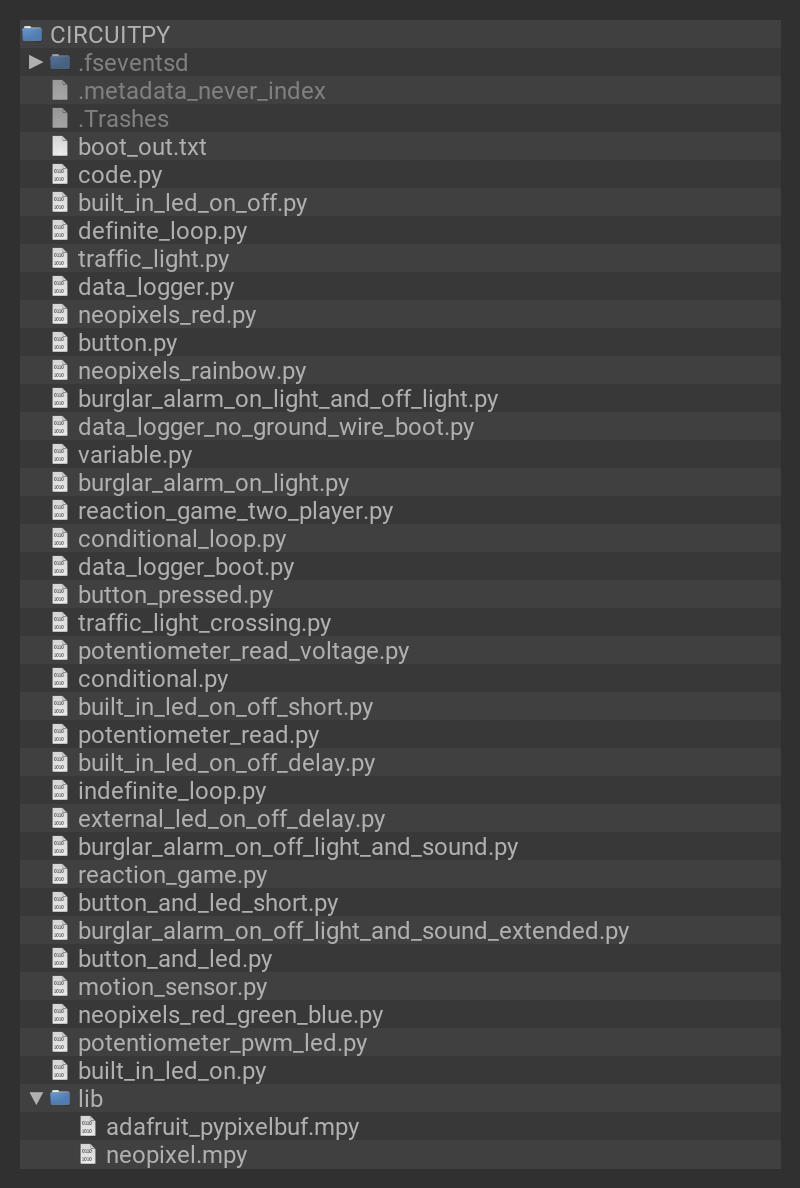 CIRCUITPY
.fseventsd
.metadata_never_index
.Trashes
boot_out.txt
code.py
built_in_led_on_off.py
definite_loop.py
traffic_light.py
data_logger.py
neopixels_red.py
button.py
neopixels_rainbow.py
burglar_alarm_on_light_and_off_light.py
data_logger_no_ground_wire_boot.py
variable.py
burglar_alarm_on_light.py
reaction_game_two_player.py
conditional_loop.py
data_logger_boot.py
button_pressed.py
traffic_light_crossing.py
potentiometer_read_voltage.py
conditional.py
built_in_led_on_off_short.py
potentiometer_read.py
built_in_led_on_off_delay.py
indefinite_loop.py
external_led_on_off_delay.py
burglar_alarm_on_off_light_and_sound.py
reaction_game.py
button_and_led_short.py
burglar_alarm_on_off_light_and_sound_extended.py
button_and_led.py
motion_sensor.py
neopixels_red_green_blue.py
potentiometer_pwm_led.py
built_in_led_on.py
lib
adafruit_pypixelbuf.mpy
neopixel.mpy